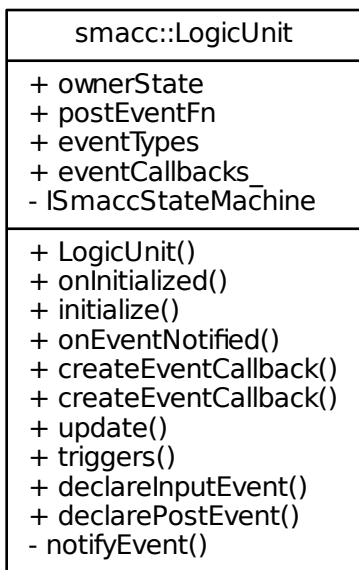 smacc::LogicUnit
+ ownerState
+ postEventFn
+ eventTypes
+ eventCallbacks_
- ISmaccStateMachine
+ LogicUnit()
+ onInitialized()
+ initialize()
+ onEventNotified()
+ createEventCallback()
+ createEventCallback()
+ update()
+ triggers()
+ declareInputEvent()
+ declarePostEvent()
- notifyEvent()